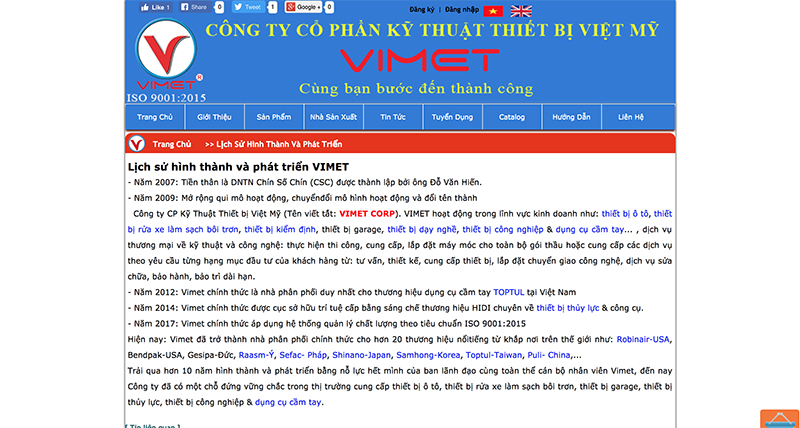 Like 1 Share 0 Tweet 1 Google + 0 Đăng ký | Đăng nhập
CÔNG TY CỔ PHẦN KỸ THUẬT THIẾT BỊ VIỆT MỸ
VIMET
VIMET ®
Cùng bạn bước đến thành công
ISO 9001:2015
Trang Chủ Giới Thiệu Sản Phẩm Nhà Sản Xuất Tin Tức Tuyển Dụng Catalog Hướng Dẫn Liên Hệ
Trang Chủ >> Lịch Sử Hình Thành Và Phát Triển
Lịch sử hình thành và phát triển VIMET
- Năm 2007: Tiền thân là DNTN Chín Số Chín (CSC) được thành lập bởi ông Đỗ Văn Hiến.
- Năm 2009: Mở rộng qui mô hoạt động, chuyểnđổi mô hình hoạt động và đổi tên thành
Công ty CP Kỹ Thuật Thiết bị Việt Mỹ (Tên viết tắt: VIMET CORP). VIMET hoạt động trong lĩnh vực kinh doanh như: thiết bị ô tô, thiết
bị rửa xe làm sạch bôi trơn, thiết bị kiểm định, thiết bị garage, thiết bị dạy nghề, thiết bị công nghiệp & dụng cụ cầm tay... , dịch vụ
thương mại về kỹ thuật và công nghệ: thực hiện thi công, cung cấp, lắp đặt máy móc cho toàn bộ gói thầu hoặc cung cấp các dịch vụ
theo yêu cầu từng hạng mục đầu tư của khách hàng từ: tư vấn, thiết kế, cung cấp thiết bị, lắp đặt chuyển giao công nghệ, dịch vụ sửa
chữa, bảo hành, bảo trì dài hạn.
- Năm 2012: Vimet chính thức là nhà phân phối duy nhất cho thương hiệu dụng cụ cầm tay TOPTUL tại Việt Nam
- Năm 2014: Vimet chính thức được cục sở hữu trí tuệ cấp bằng sáng chế thương hiệu HIDI chuyên về thiết bị thủy lực & công cụ.
- Năm 2017: Vimet chính thức áp dụng hệ thống quản lý chất lượng theo tiêu chuẩn ISO 9001:2015
Hiện nay: Vimet đã trở thành nhà phân phối chính thức cho hơn 20 thương hiệu nổitiếng từ khắp nơi trên thế giới như: Robinair-USA,
Bendpak-USA, Gesipa-Đức, Raasm-Ý, Sefac- Pháp, Shinano-Japan, Samhong-Korea, Toptul-Taiwan, Puli- China,...
Trải qua hơn 10 năm hình thành và phát triển bằng nỗ lực hết mình của ban lãnh đạo cùng toàn thể cán bộ nhân viên Vimet, đến nay
Công ty đã có một chỗ đứng vững chắc trong thị trường cung cấp thiết bị ô tô, thiết bị rửa xe làm sạch bôi trơn, thiết bị garage, thiết bị
thủy lực, thiết bị công nghiệp & dụng cụ cầm tay.
[ Tin liên quan ]